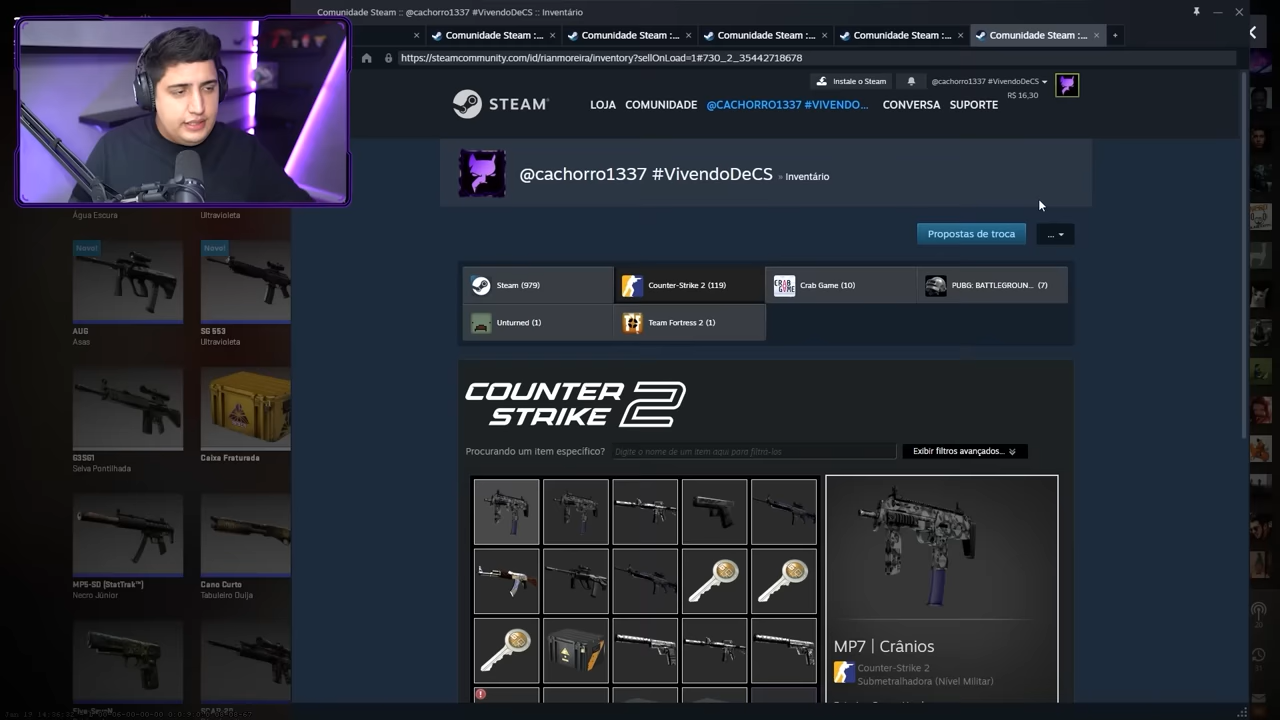 Comunidade Steam :: @cachorro1337 #VivendoDeCS :: Inventário
Comunidade Steam :...
Comunidade Steam :...
Comunidade Steam :...
Comunidade Steam :...
Comunidade Steam :...
https://steamcommunity.com/id/rianmoreira/inventory?sellOnLoad=1#730_2_35442718678
Instale o Steam
@cachorro1337 #VivendoDeCS
R$ 16,30
STEAM
LOJA
COMUNIDADE
@CACHORRO1337 #VIVENDO...
CONVERSA
SUPORTE
@cachorro1337 #VivendoDeCS » Inventário
Propostas de troca
...
Steam (979)
Counter-Strike 2 (119)
Crab Game (10)
PUBG: BATTLEGROUN... (7)
Unturned (1)
Team Fortress 2 (1)
COUNTER
STRIKE 2
Procurando um item específico?
Digite o nome de um item aqui para filtrá-los
Exibir filtros avançados...
MP7 | Crânios
Counter-Strike 2
Submetralhadora (Nível Militar)
Água Escura
Ultravioleta
Novo!
Novo!
AUG
Asas
SG 553
Ultravioleta
G3SG1
Selva Pontilhada
Caixa Fraturada
MP5-SD (StatTrak™)
Necro Júnior
Cano Curto
Tabuleiro Ouija